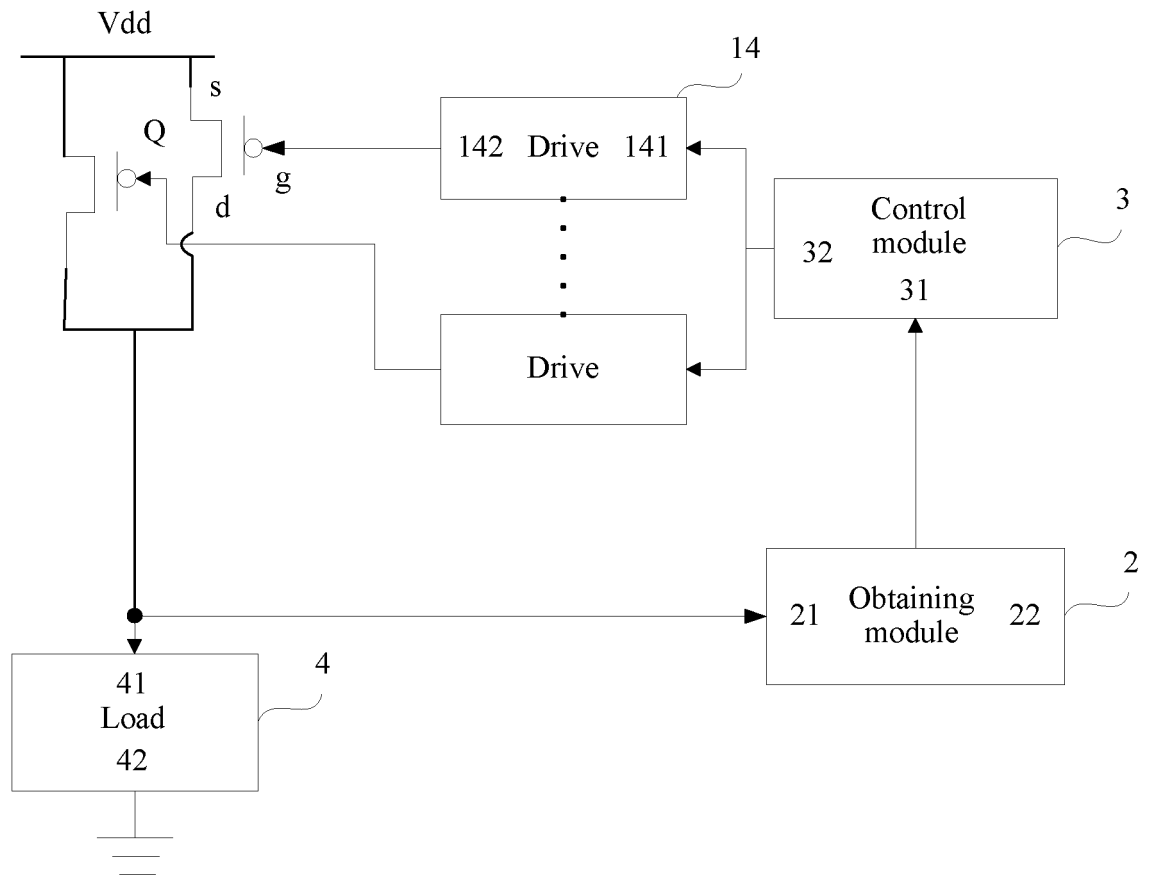 Vdd
14
s
Q
142 Drive 141
g
d
3
Control
module
32
31
Drive
2
21
Obtaining
module
22
4
41
Load
42